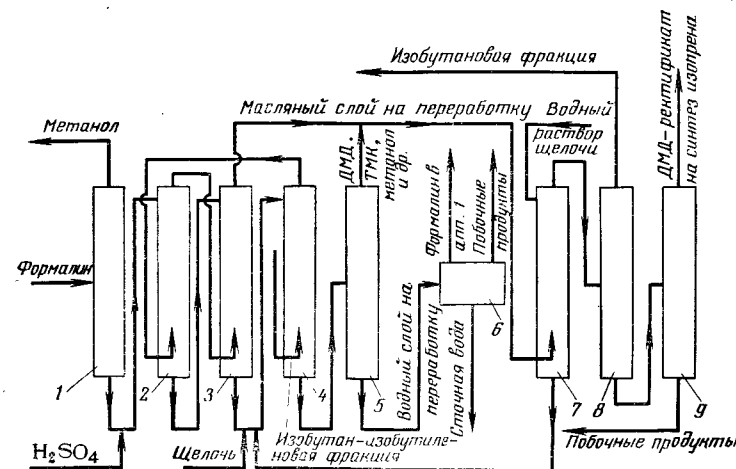 Изобутановая фракция
Масляный слой на переработку
Водный
раствор
щелочи
Метанол
ДМД,
ТМК,
метанол
и др.
Формалин в
апп. 1
Побочные
продукты
ДМД-ректификат
на синтез изопрена
Формалин
Водный слой на
переработку
Сточная вода
1
2
3
4
5
6
7
8
9
H₂SO₄
Щелочь
Изобутан-изобутиле-
новая фракция
Побочные продукты